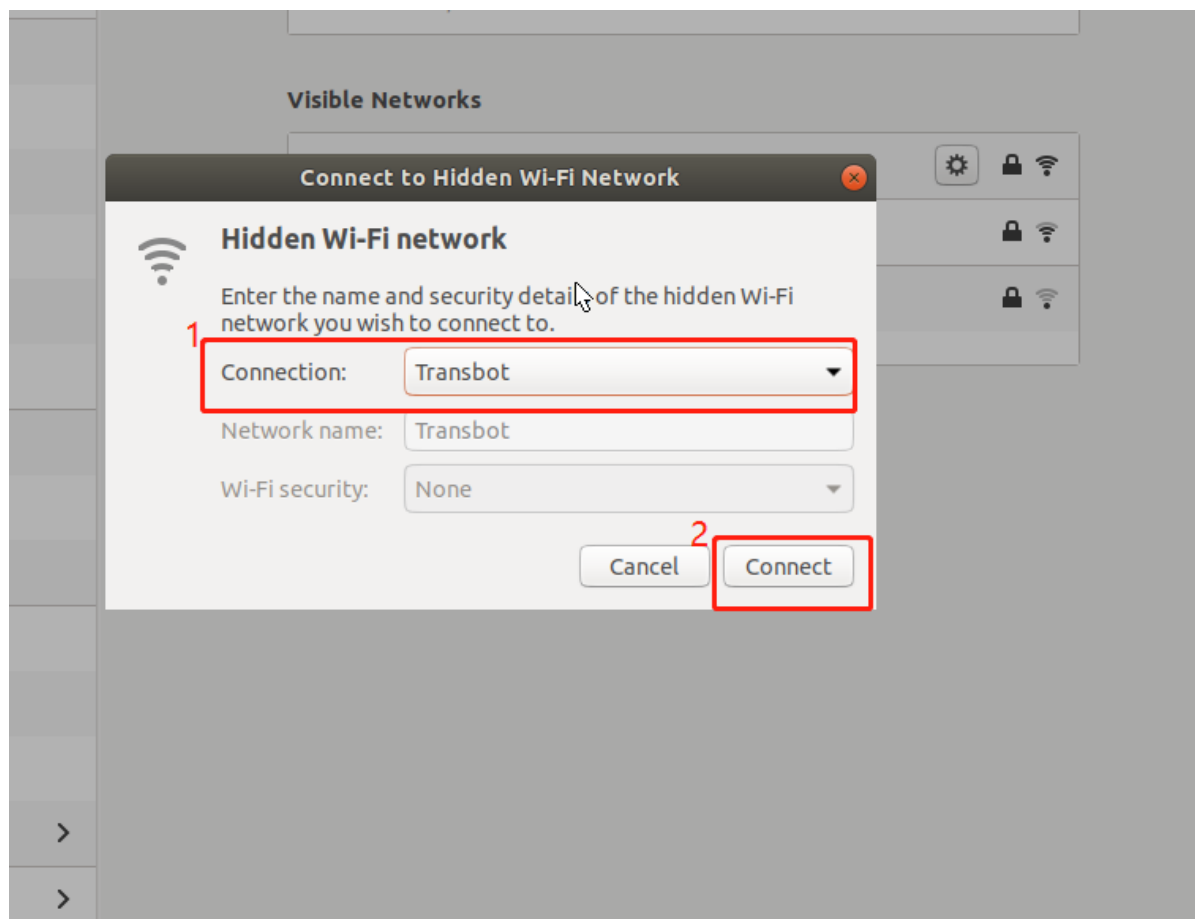 Visible Networks
Connect to Hidden Wi-Fi Network
Hidden Wi-Fi network
Enter the name and security details of the hidden Wi-Fi
network you wish to connect to.
1
Connection: Transbot
Network name: Transbot
Wi-Fi security: None
2
Cancel Connect